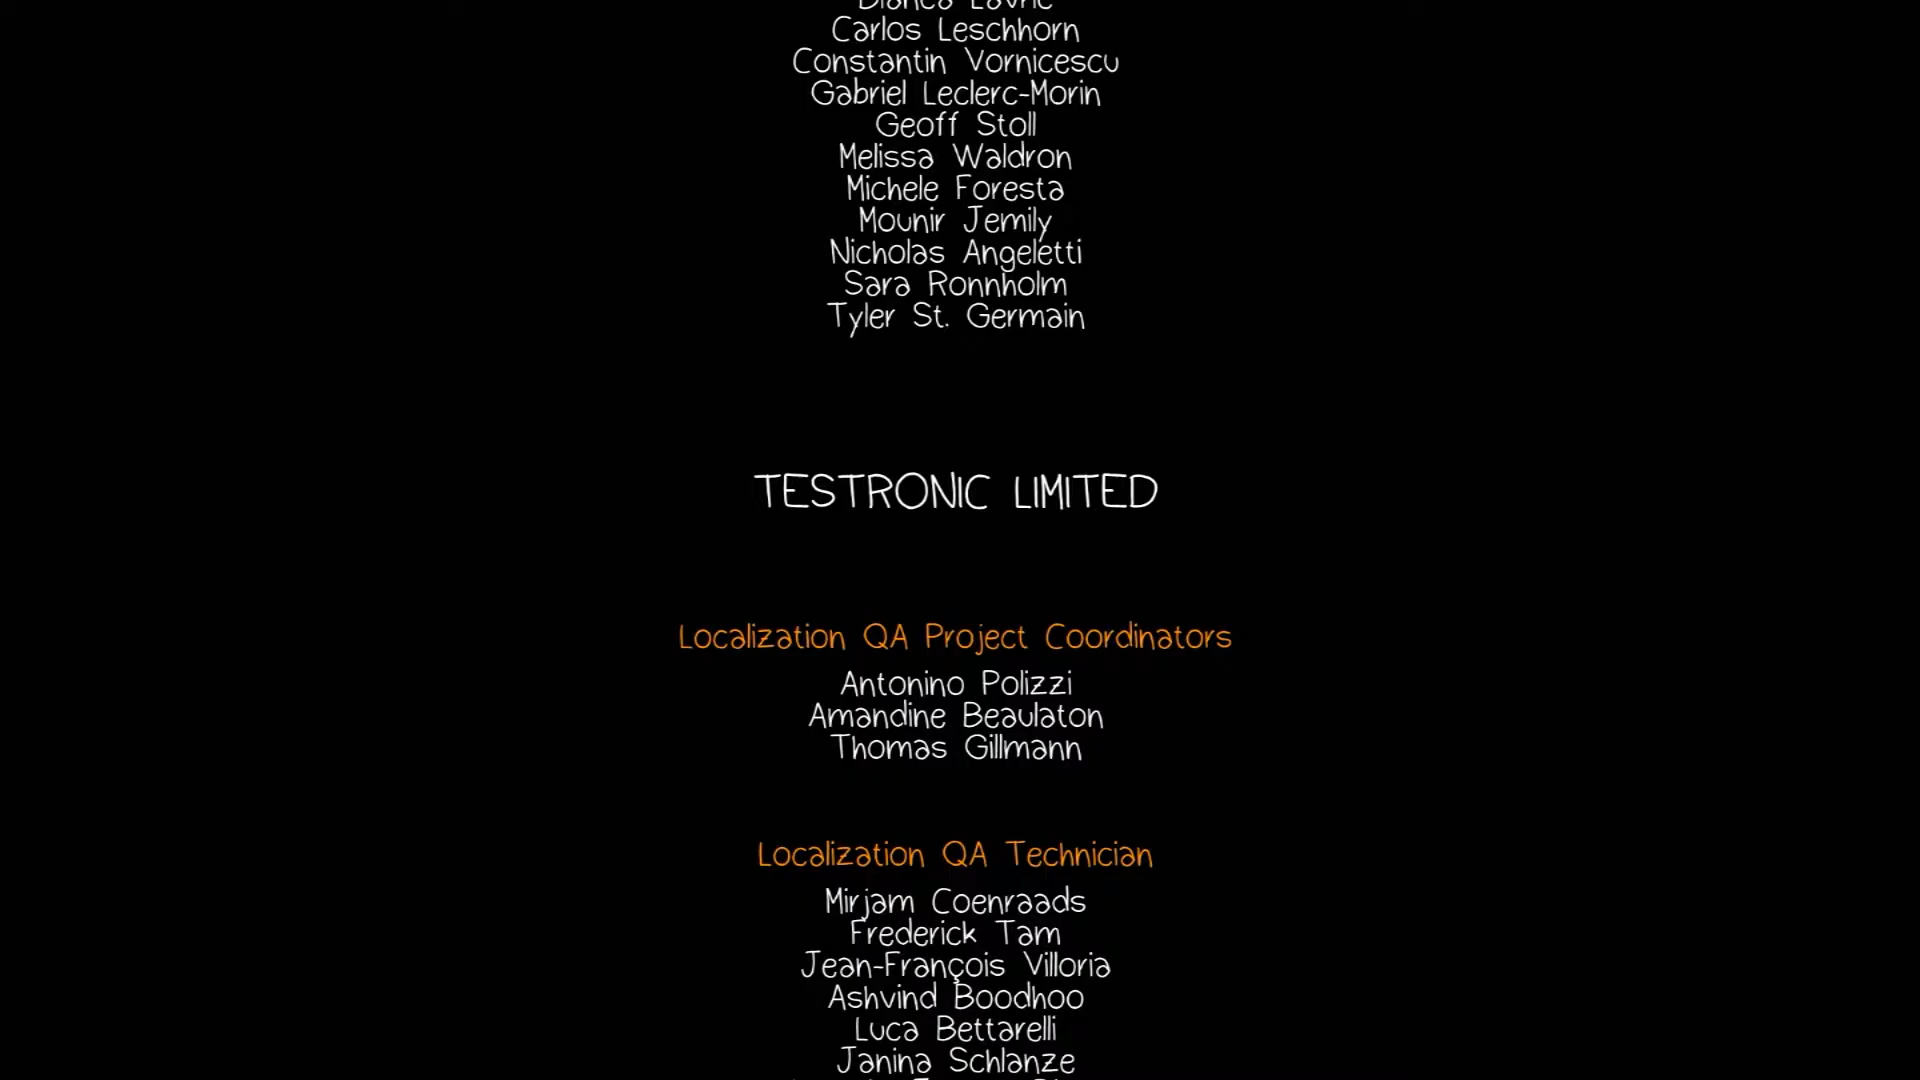 Carlos Leschhorn
Constantin Vornicescu
Gabriel Leclerc-Morin
Geoff Stoll
Melissa Waldron
Michele Foresta
Mounir Jemily
Nicholas Angeletti
Sara Ronnholm
Tyler St. Germain
TESTRONIC LIMITED
Localization QA Project Coordinators
Antonino Polizzi
Amandine Beaulaton
Thomas Gillmann
Localization QA Technician
Mirjam Coenraads
Frederick Tam
Jean-François Villoria
Ashvind Boodhoo
Luca Bettarelli
Janina Schlanze